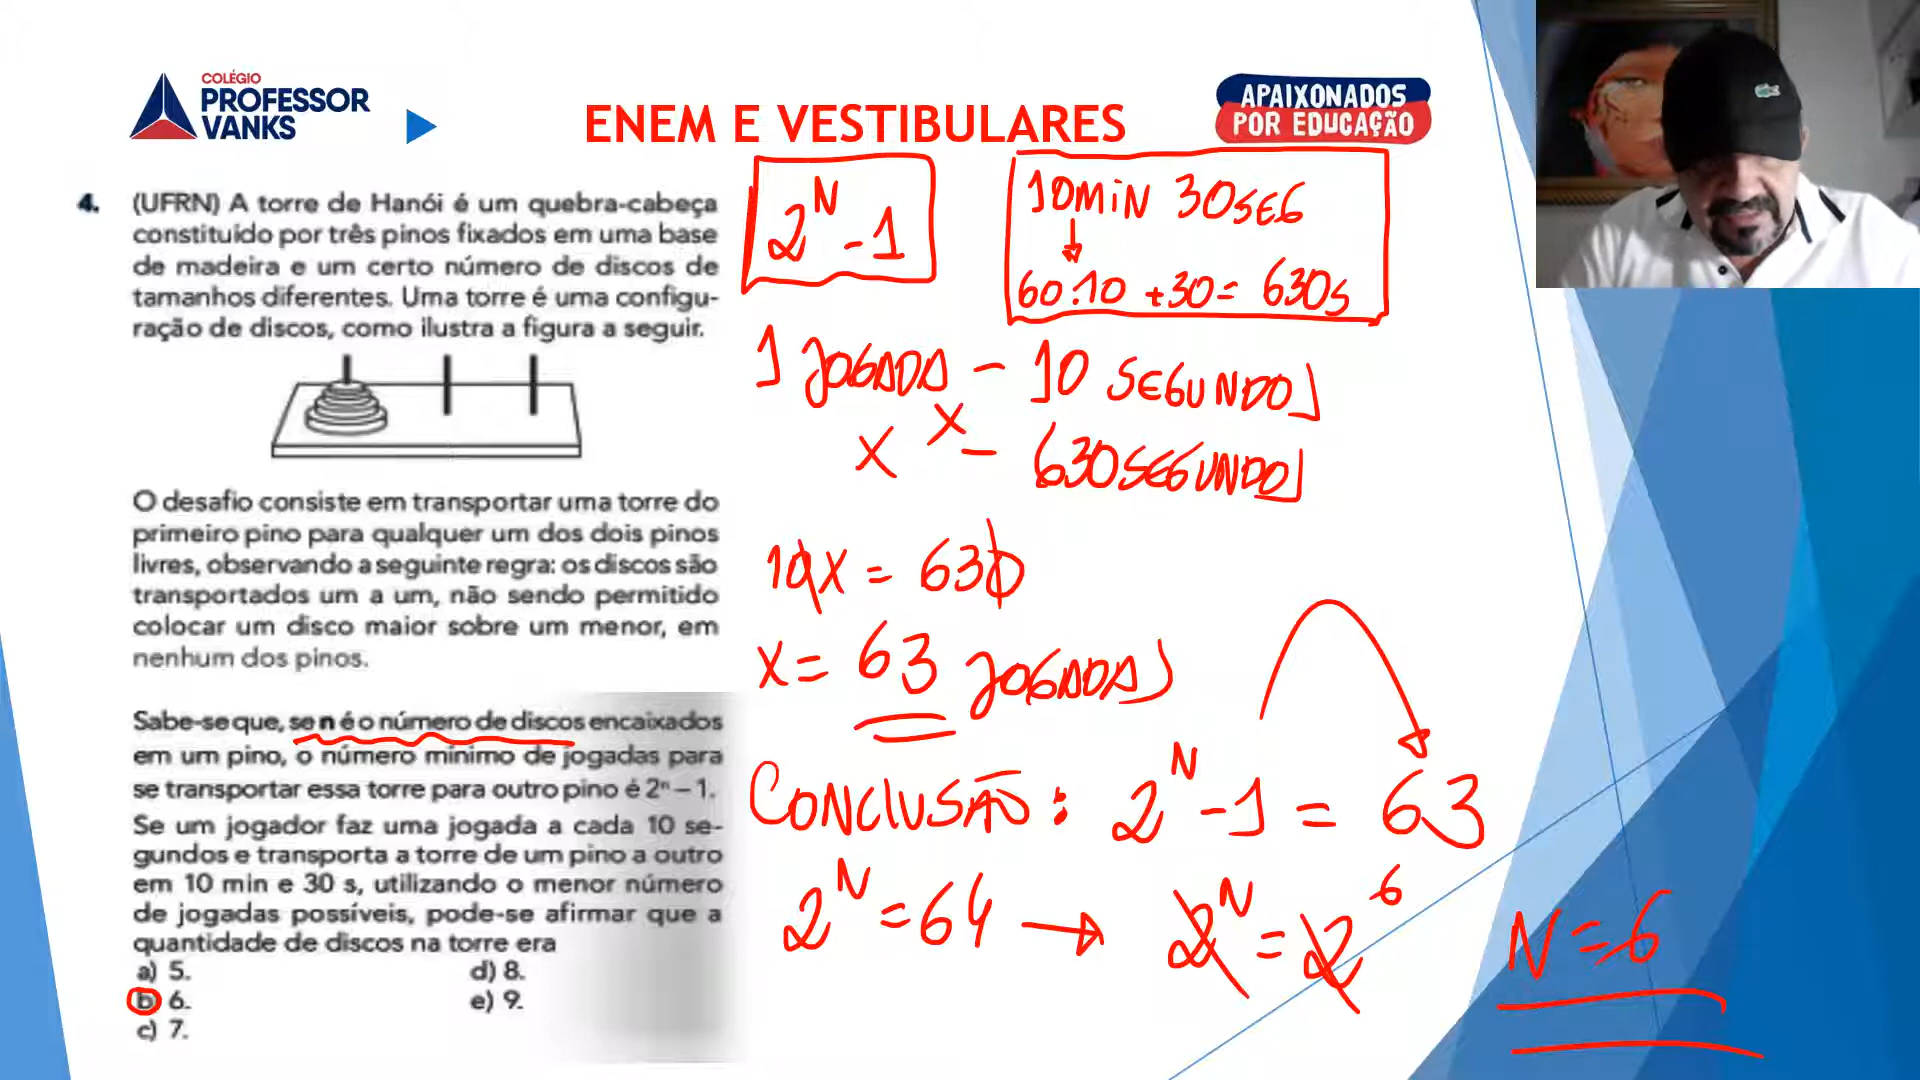 COLÉGIO
PROFESSOR
VANKS
ENEM E VESTIBULARES
APAIXONADOS
POR EDUCAÇÃO
4. (UFRN) A torre de Hanói é um quebra-cabeça
constituído por três pinos fixados em uma base
de madeira e um certo número de discos de
tamanhos diferentes. Uma torre é uma configu-
ração de discos, como ilustra a figura a seguir.
O desafio consiste em transportar uma torre do
primeiro pino para qualquer um dos dois pinos
livres, observando a seguinte regra: os discos são
transportados um a um, não sendo permitido
colocar um disco maior sobre um menor, em
nenhum dos pinos.
Sabe-se que, se n é o número de discos encaixados
em um pino, o número mínimo de jogadas para
se transportar essa torre para outro pino é 2ⁿ – 1.
Se um jogador faz uma jogada a cada 10 se-
gundos e transporta a torre de um pino a outro
em 10 min e 30 s, utilizando o menor número
de jogadas possíveis, pode-se afirmar que a
quantidade de discos na torre era
a) 5.
b) 6.
c) 7.
d) 8.
e) 9.
2ᴺ - 1
10MIN 30SEG
60.10 + 30 = 630S
1 JOGADA - 10 SEGUNDOS
x
x - 630 SEGUNDOS
10x = 630
x = 63 JOGADAS
CONCLUSÃO: 2ᴺ - 1 = 63
2ᴺ = 64 → 2ᴺ = 2⁶
N = 6